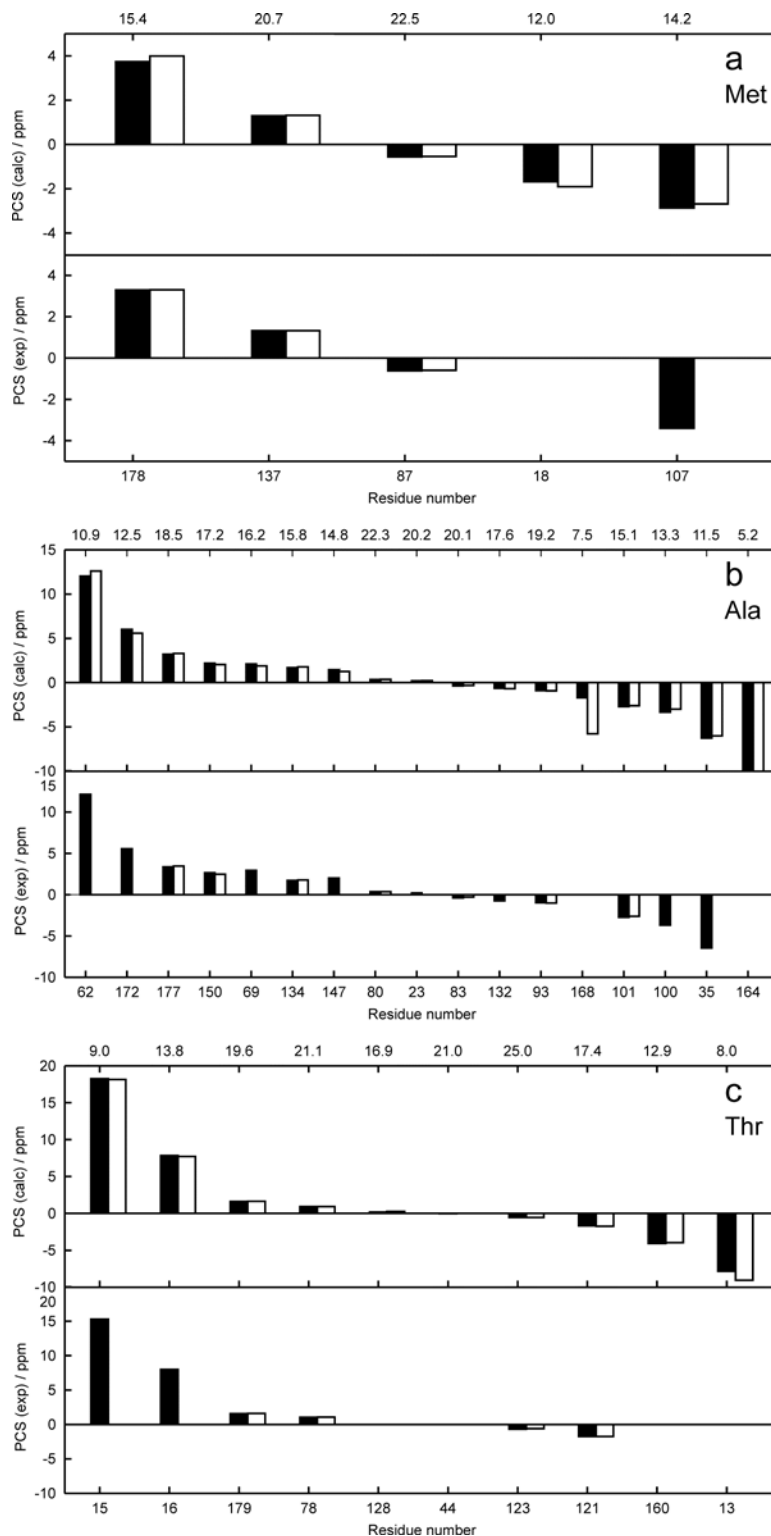 15.4 20.7 22.5 12.0 14.2
a
Met
PCS (calc) / ppm
4
2
0
-2
-4
PCS (exp) / ppm
4
2
0
-2
-4
178 137 87 18 107
Residue number
10.9 12.5 18.5 17.2 16.2 15.8 14.8 22.3 20.2 20.1 17.6 19.2 7.5 15.1 13.3 11.5 5.2
b
Ala
PCS (calc) / ppm
15
10
5
0
-5
-10
PCS (exp) / ppm
15
10
5
0
-5
-10
62 172 177 150 69 134 147 80 23 83 132 93 168 101 100 35 164
Residue number
9.0 13.8 19.6 21.1 16.9 21.0 25.0 17.4 12.9 8.0
c
Thr
PCS (calc) / ppm
20
15
10
5
0
-5
-10
PCS (exp) / ppm
20
15
10
5
0
-5
-10
15 16 179 78 128 44 123 121 160 13
Residue number